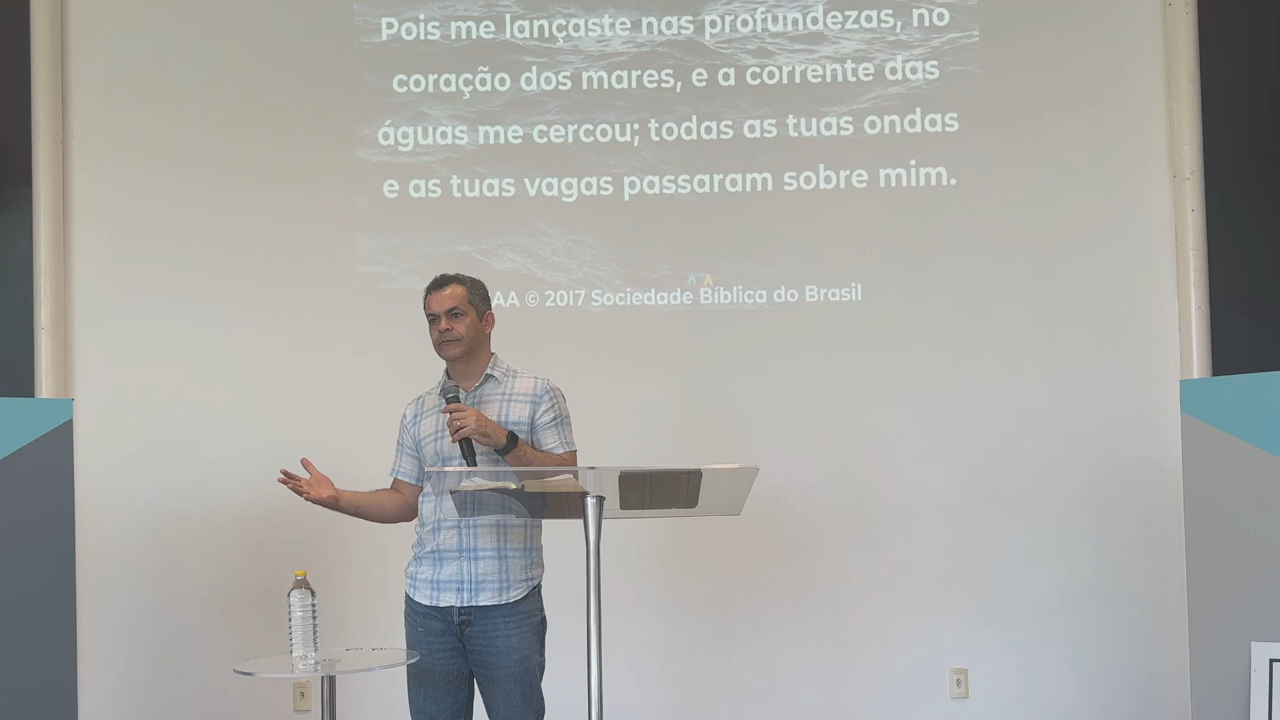 Pois me lançaste nas profundezas, no
coração dos mares, e a corrente das
águas me cercou; todas as tuas ondas
e as tuas vagas passaram sobre mim.
AA © 2017 Sociedade Bíblica do Brasil